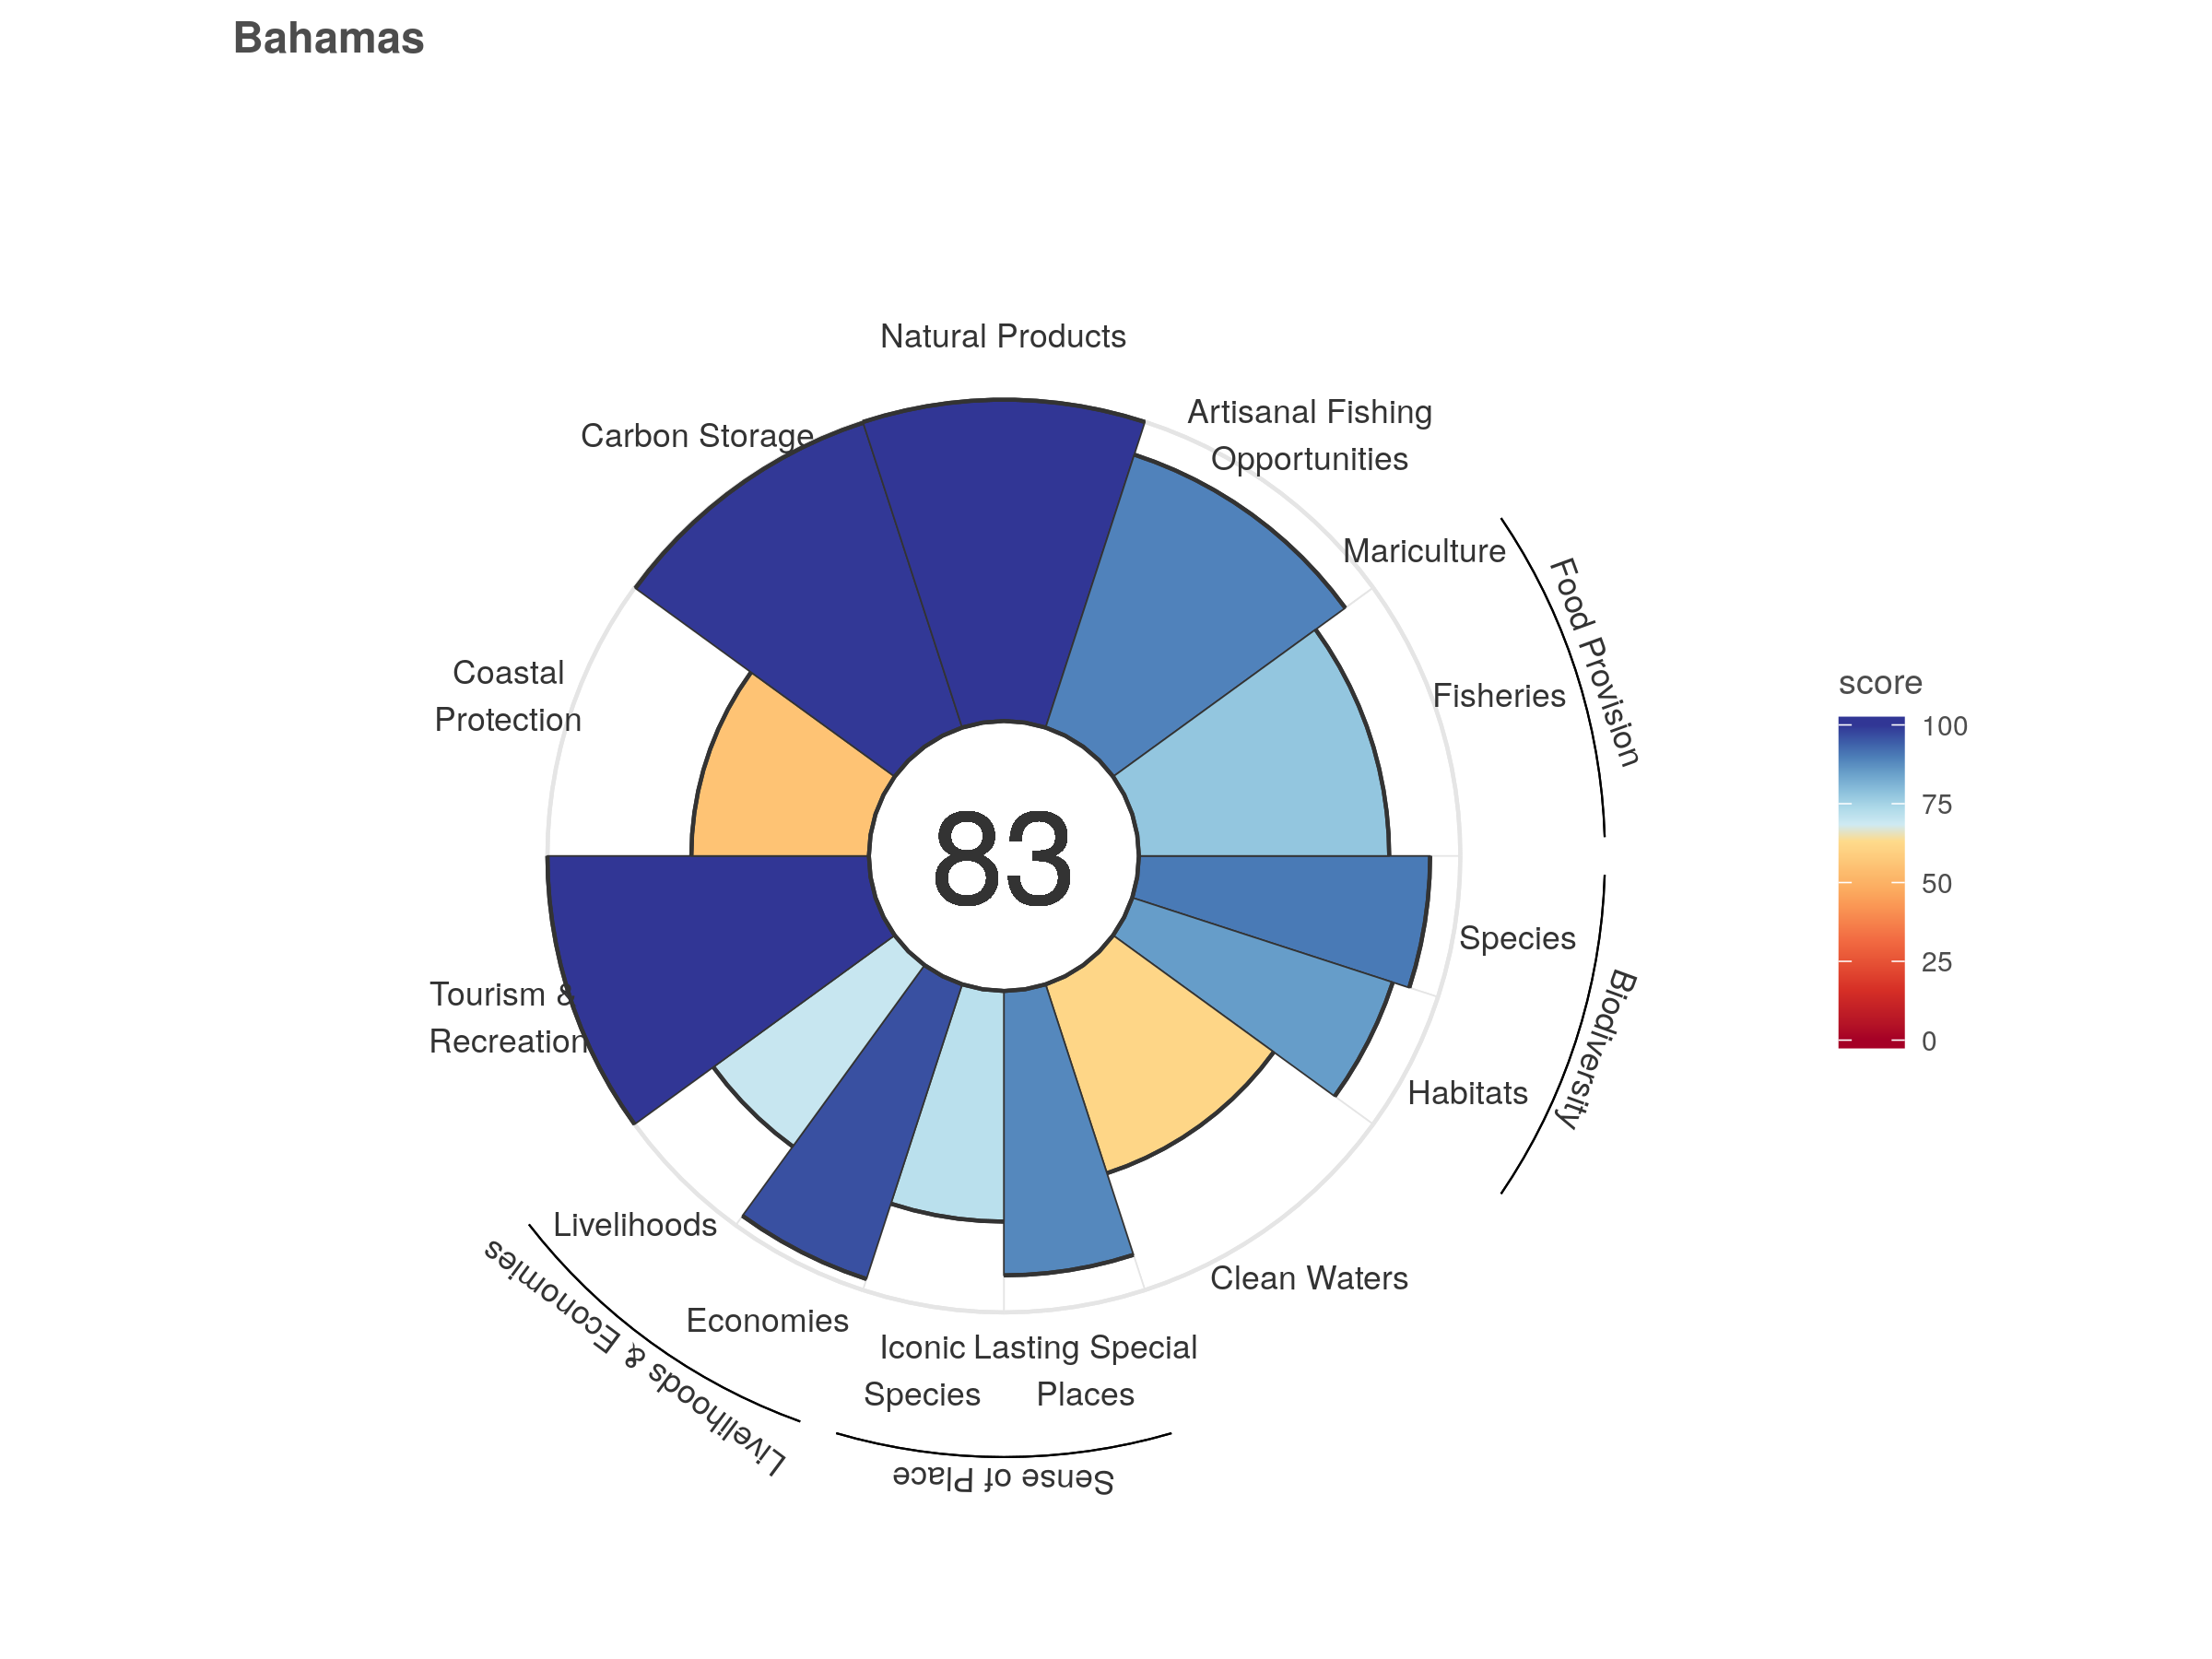 Bahamas
Natural Products
Artisanal Fishing
Opportunities
Carbon Storage
Mariculture
Food Provision
Coastal
Protection
Fisheries
83
score
100
75
50
25
0
Species
Biodiversity
Tourism &
Recreation
Habitats
Livelihoods
Clean Waters
Economies
Livelihoods & Economies
Iconic
Species
Lasting Special
Places
Sense of Place